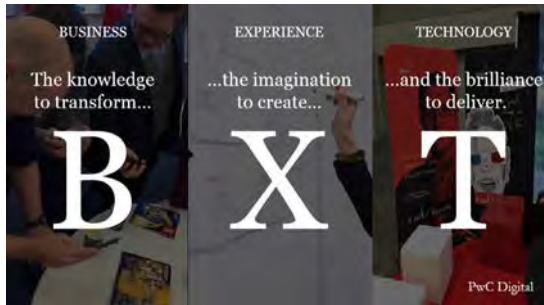 BUSINESS
The knowledge
to transform...
B
EXPERIENCE
...the imagination
to create...
X
TECHNOLOGY
...and the brilliance
to deliver.
T
PwC Digital